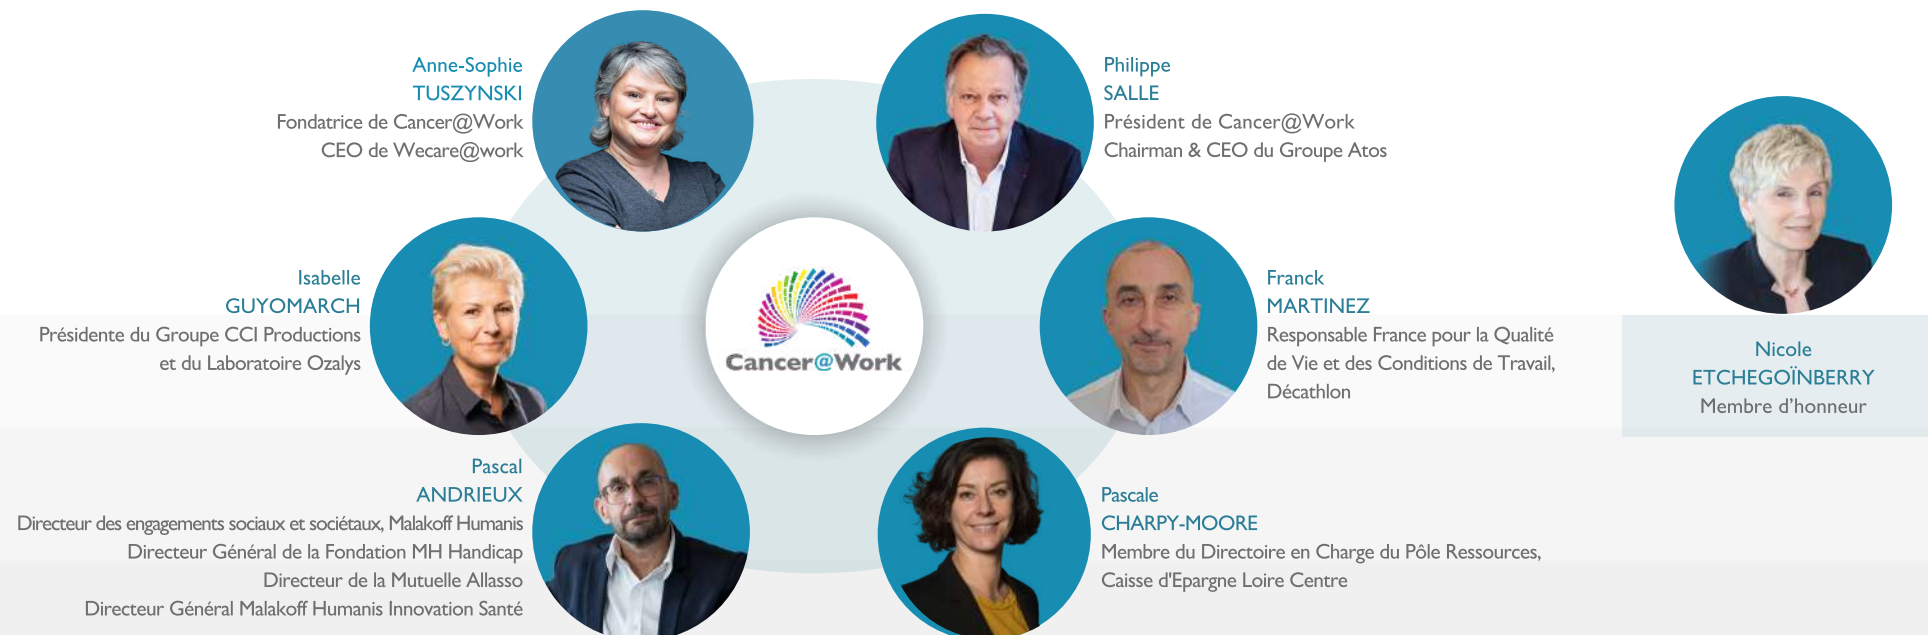 Anne-Sophie
TUSZYNSKI
Fondatrice de Cancer@Work
CEO de Wecare@work
Philippe
SALLE
Président de Cancer@Work
Chairman & CEO du Groupe Atos
Isabelle
GUYOMARCH
Présidente du Groupe CCI Productions
et du Laboratoire Ozalys
Cancer@Work
Franck
MARTINEZ
Responsable France pour la Qualité
de Vie et des Conditions de Travail,
Décathlon
Nicole
ETCHEGOÏNBERRY
Membre d’honneur
Pascal
ANDRIEUX
Directeur des engagements sociaux et sociétaux, Malakoff Humanis
Directeur Général de la Fondation MH Handicap
Directeur de la Mutuelle Allasso
Directeur Général Malakoff Humanis Innovation Santé
Pascale
CHARPY-MOORE
Membre du Directoire en Charge du Pôle Ressources,
Caisse d'Epargne Loire Centre